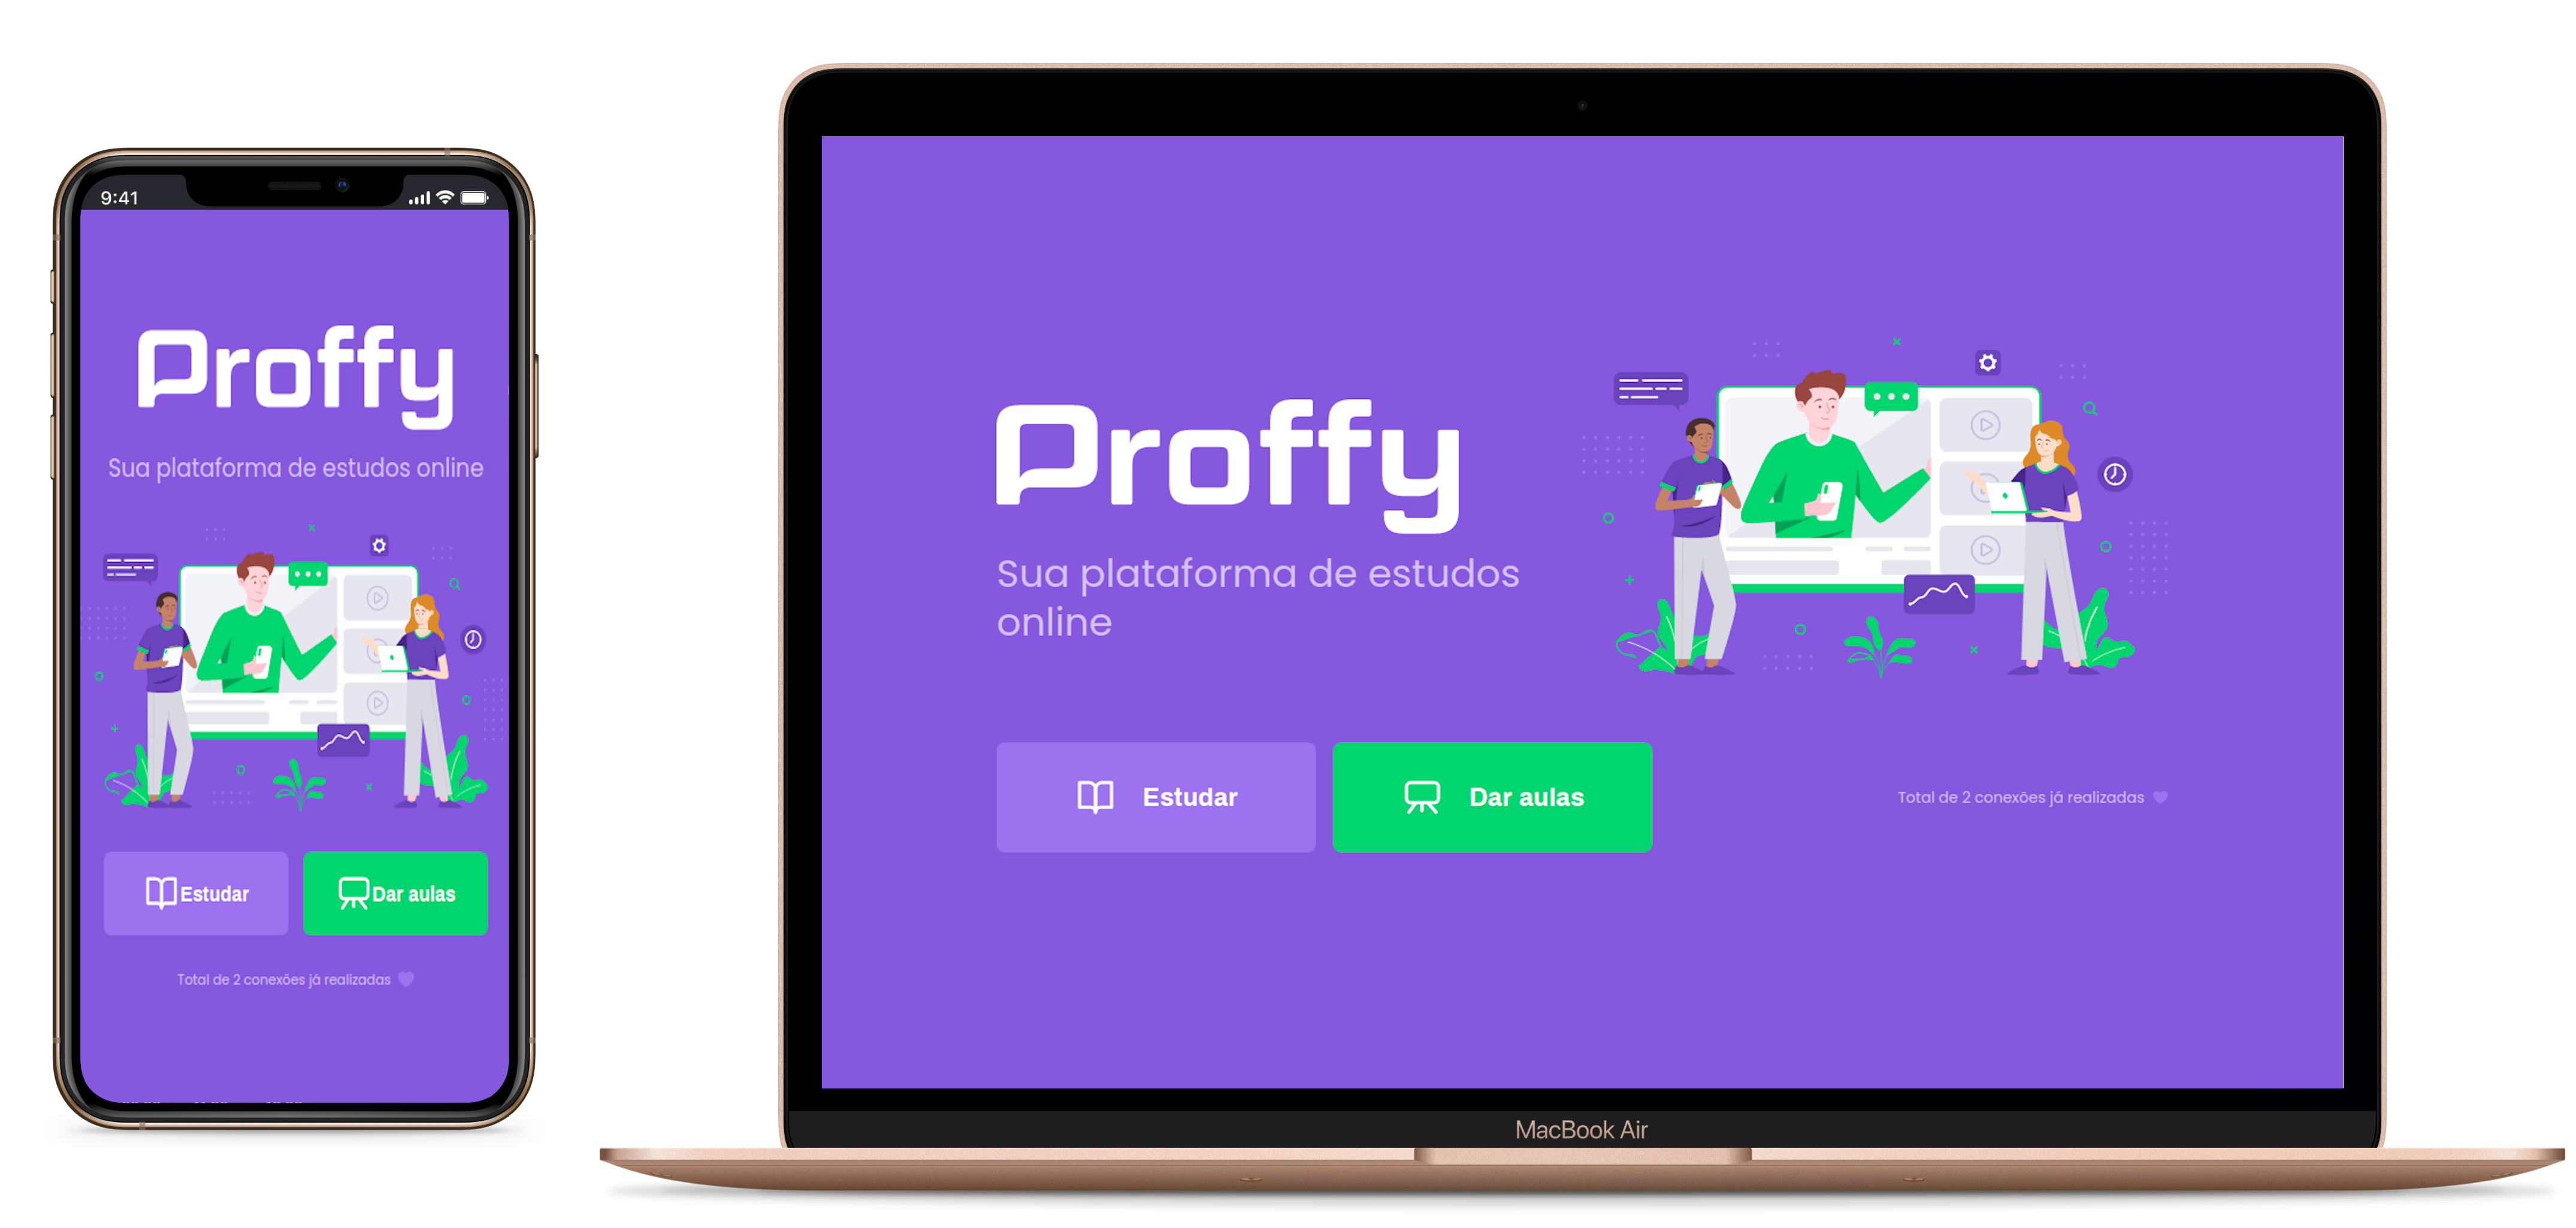 9:41
Proffy
Sua plataforma de estudos online
Estudar
Dar aulas
Total de 2 conexões já realizadas
Proffy
Sua plataforma de estudos
online
Estudar
Dar aulas
Total de 2 conexões já realizadas
MacBook Air